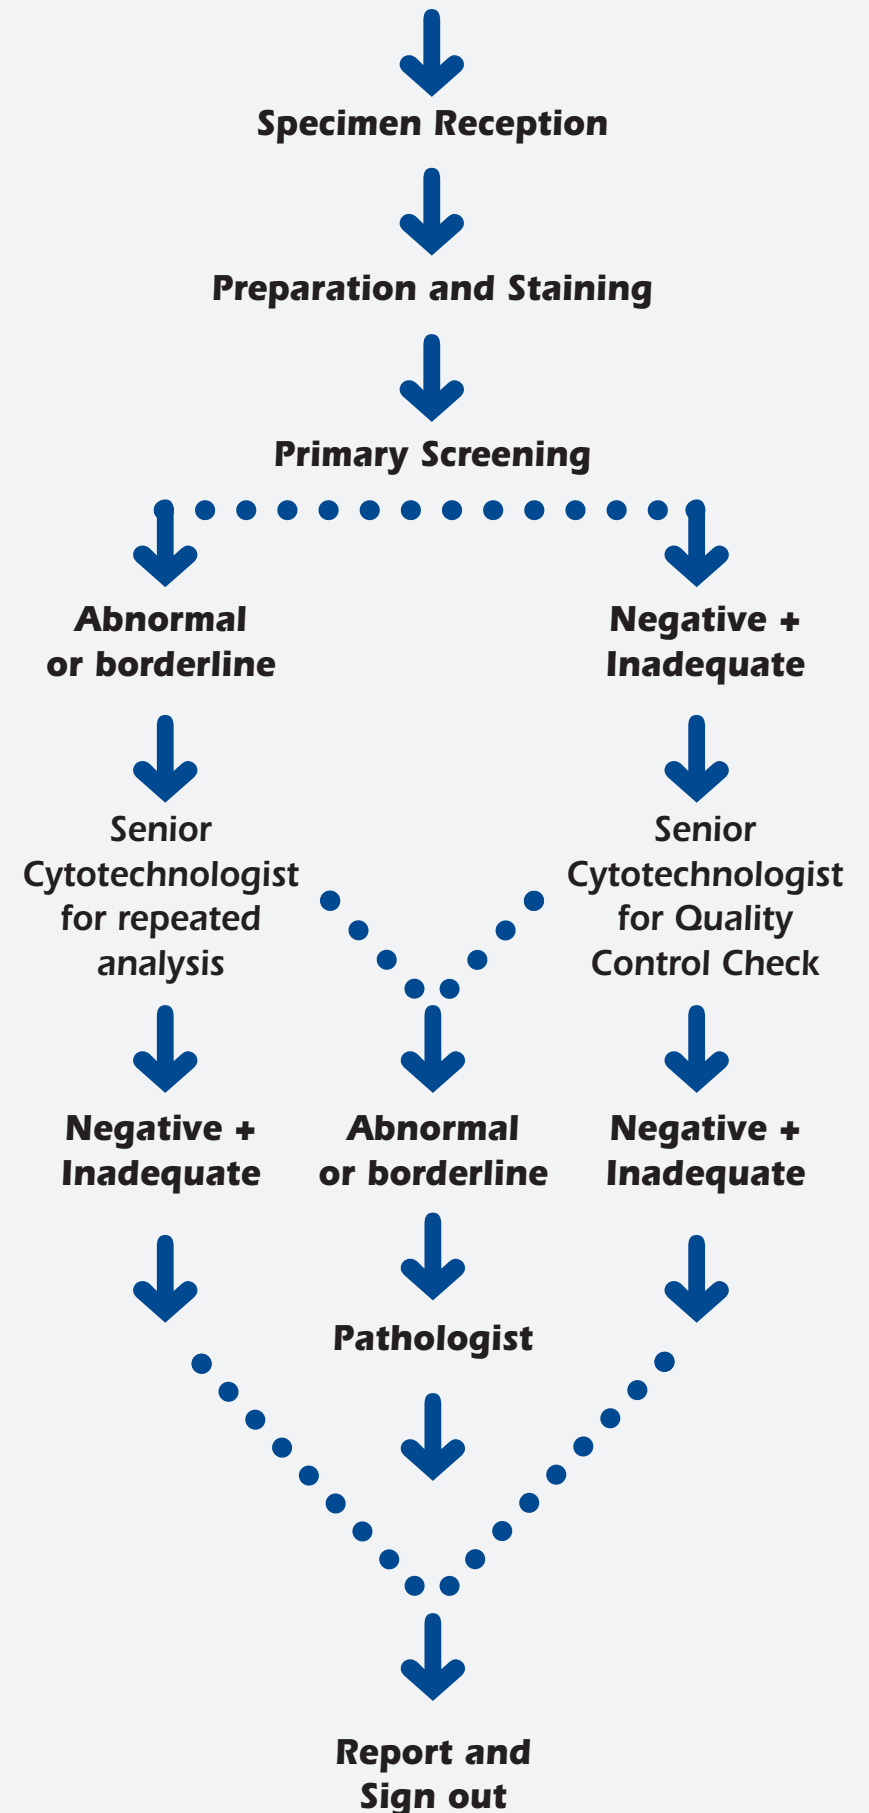 Specimen Reception
Preparation and Staining
Primary Screening
Abnormal
or borderline
Negative +
Inadequate
Senior
Cytotechnologist
for repeated
analysis
Senior
Cytotechnologist
for Quality
Control Check
Negative +
Inadequate
Abnormal
or borderline
Negative +
Inadequate
Pathologist
Report and
Sign out